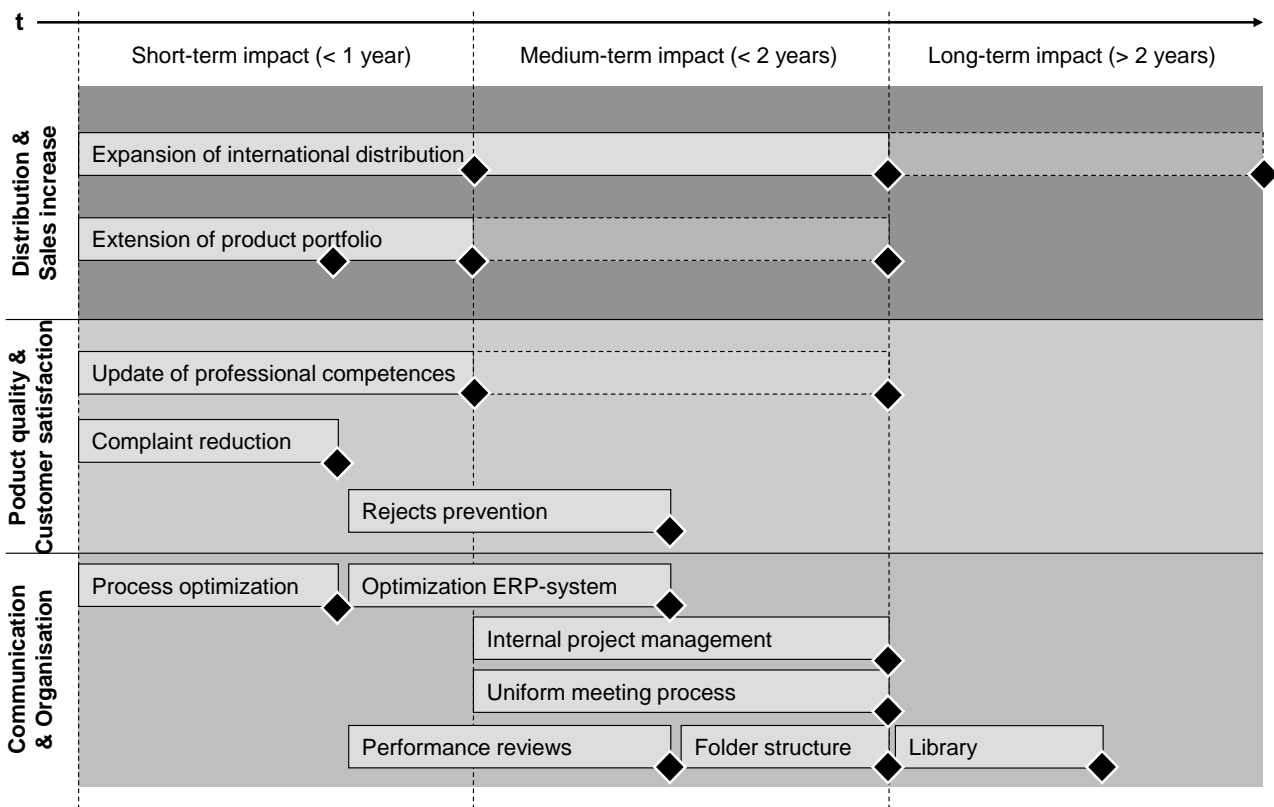 t
Short-term impact (< 1 year)
Medium-term impact (< 2 years)
Long-term impact (> 2 years)
Distribution &
Sales increase
Expansion of international distribution
Extension of product portfolio
Poduct quality &
Customer satisfaction
Update of professional competences
Complaint reduction
Rejects prevention
Communication
& Organisation
Process optimization
Optimization ERP-system
Internal project management
Uniform meeting process
Performance reviews
Folder structure
Library